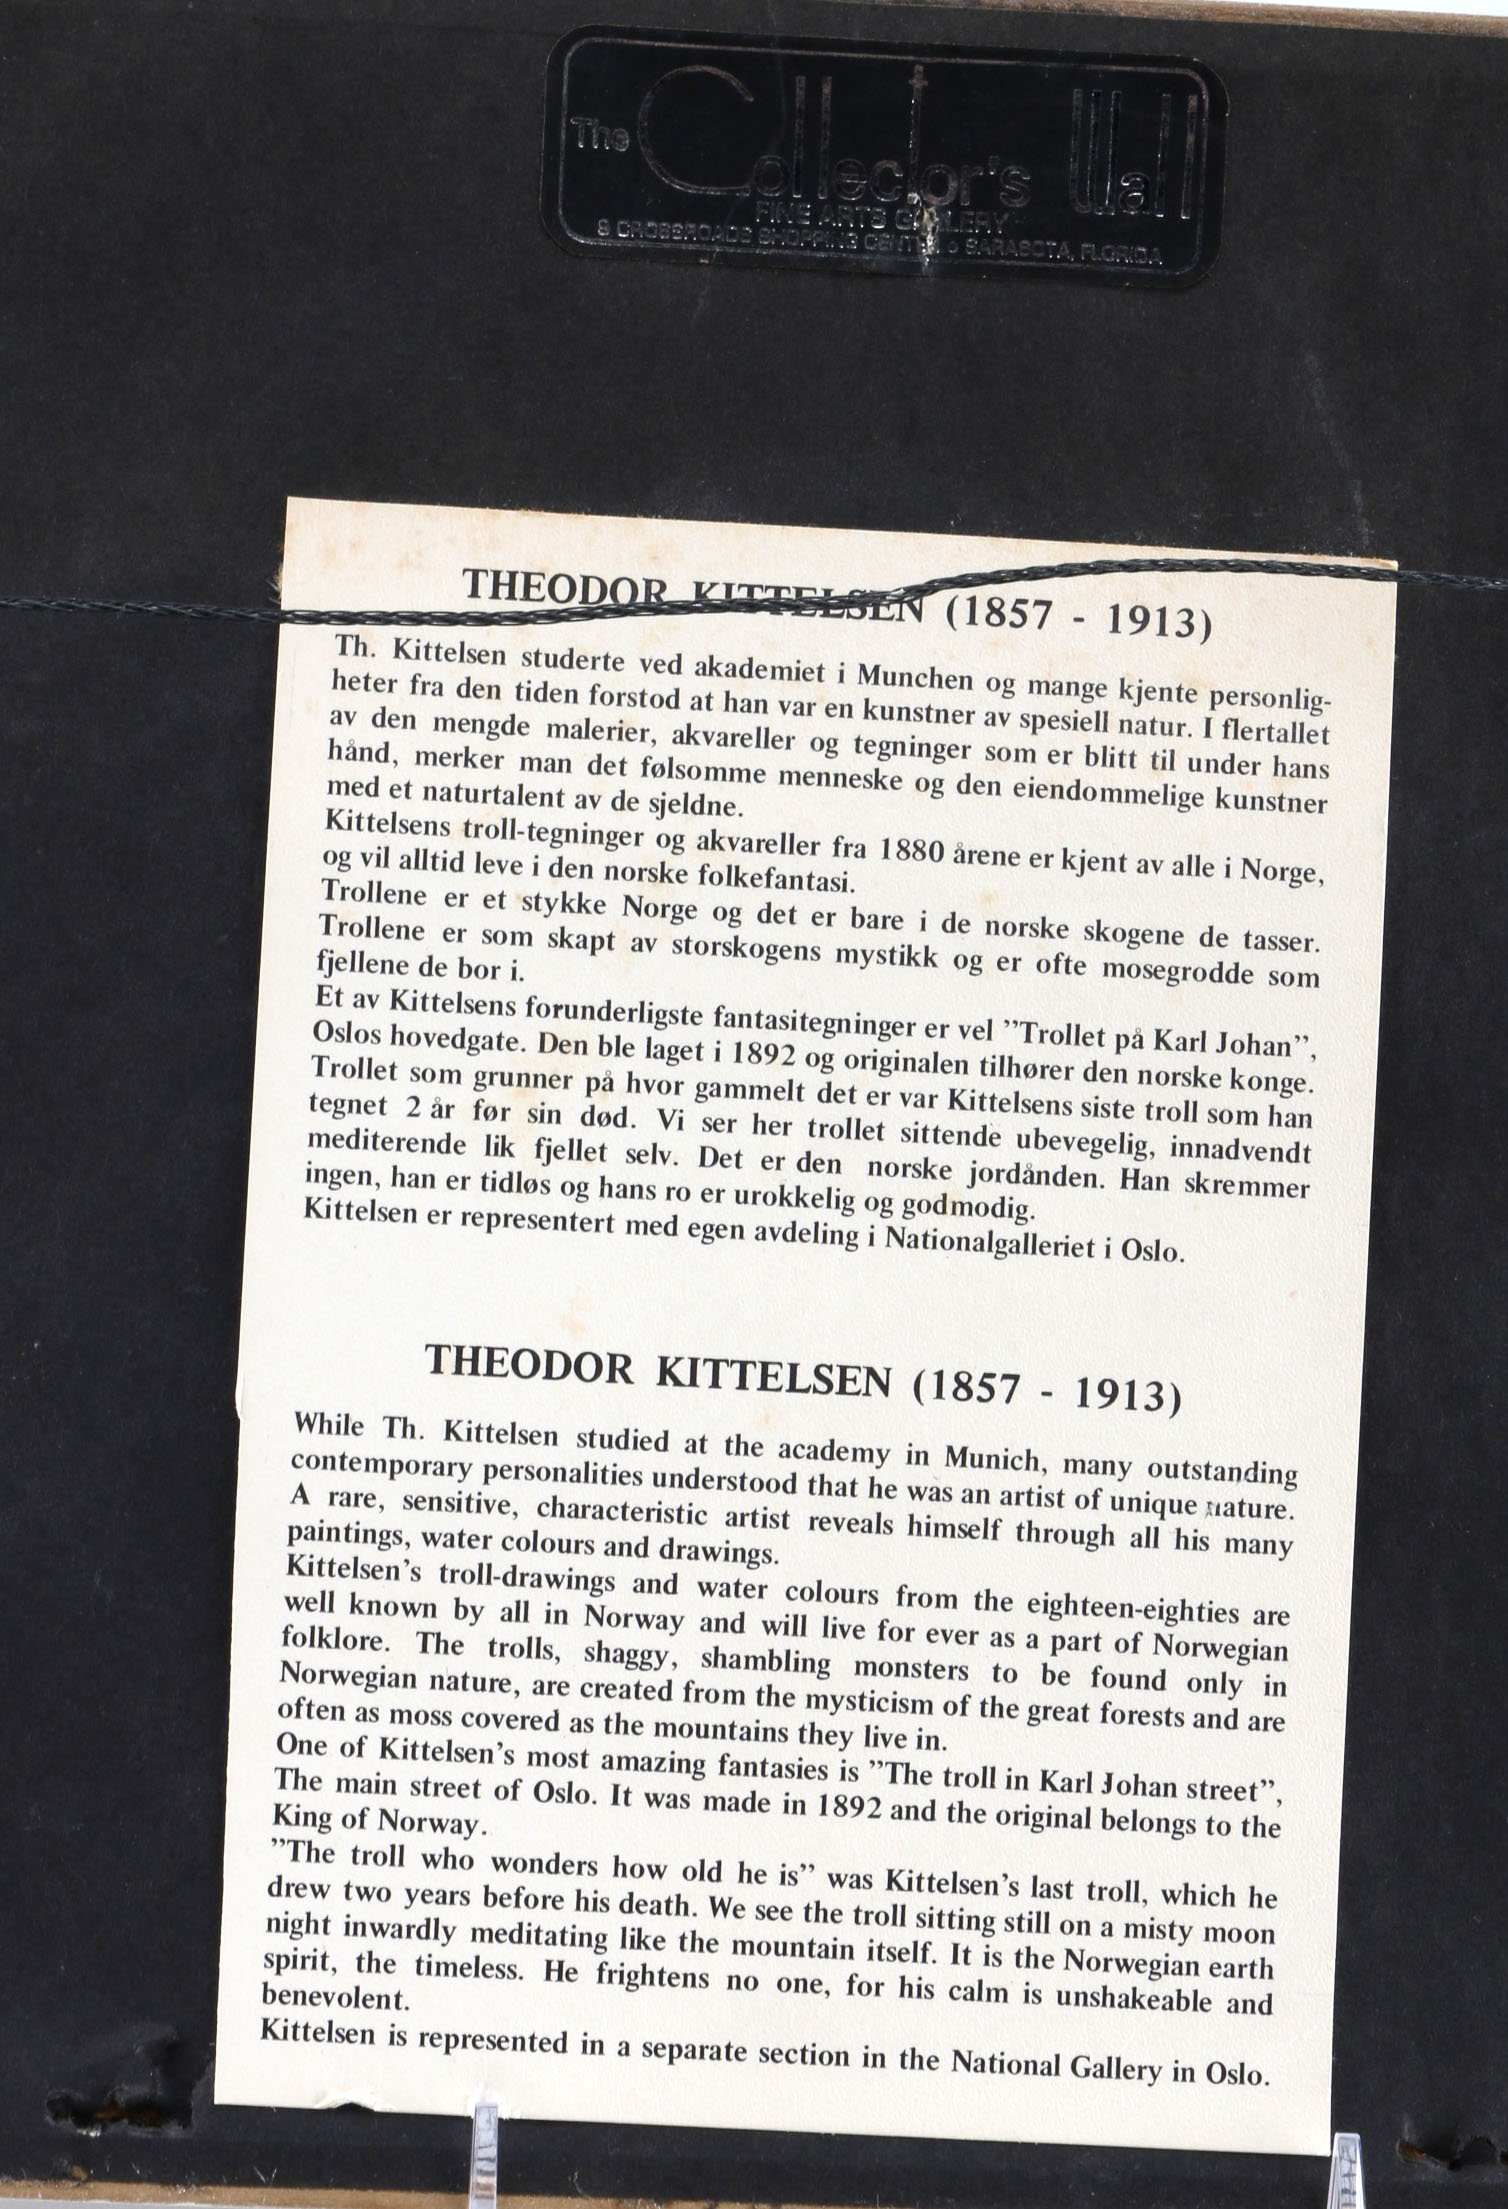 The Collector's Wall
FINE ARTS GALLERY
8 CROSSROADS SHOPPING CENTER o SARASOTA, FLORIDA
THEODOR KITTELSEN (1857 - 1913)
Th. Kittelsen studerte ved akademiet i Munchen og mange kjente personlig-
heter fra den tiden forstod at han var en kunstner av spesiell natur. I flertallet
av den mengde malerier, akvareller og tegninger som er blitt til under hans
hånd, merker man det følsomme menneske og den eiendommelige kunstner
med et naturtalent av de sjeldne.
Kittelsens troll-tegninger og akvareller fra 1880 årene er kjent av alle i Norge,
og vil alltid leve i den norske folkefantasi.
Trollene er et stykke Norge og det er bare i de norske skogene de tasser.
Trollene er som skapt av storskogens mystikk og er ofte mosegrodde som
fjellene de bor i.
Et av Kittelsens forunderligste fantasitegninger er vel ”Trollet på Karl Johan”,
Oslos hovedgate. Den ble laget i 1892 og originalen tilhører den norske konge.
Trollet som grunner på hvor gammelt det er var Kittelsens siste troll som han
tegnet 2 år før sin død. Vi ser her trollet sittende ubevegelig, innadvendt
mediterende lik fjellet selv. Det er den norske jordånden. Han skremmer
ingen, han er tidløs og hans ro er urokkelig og godmodig.
Kittelsen er representert med egen avdeling i Nationalgalleriet i Oslo.
THEODOR KITTELSEN (1857 - 1913)
While Th. Kittelsen studied at the academy in Munich, many outstanding
contemporary personalities understood that he was an artist of unique nature.
A rare, sensitive, characteristic artist reveals himself through all his many
paintings, water colours and drawings.
Kittelsen’s troll-drawings and water colours from the eighteen-eighties are
well known by all in Norway and will live for ever as a part of Norwegian
folklore. The trolls, shaggy, shambling monsters to be found only in
Norwegian nature, are created from the mysticism of the great forests and are
often as moss covered as the mountains they live in.
One of Kittelsen’s most amazing fantasies is ”The troll in Karl Johan street”,
The main street of Oslo. It was made in 1892 and the original belongs to the
King of Norway.
”The troll who wonders how old he is” was Kittelsen’s last troll, which he
drew two years before his death. We see the troll sitting still on a misty moon
night inwardly meditating like the mountain itself. It is the Norwegian earth
spirit, the timeless. He frightens no one, for his calm is unshakeable and
benevolent.
Kittelsen is represented in a separate section in the National Gallery in Oslo.